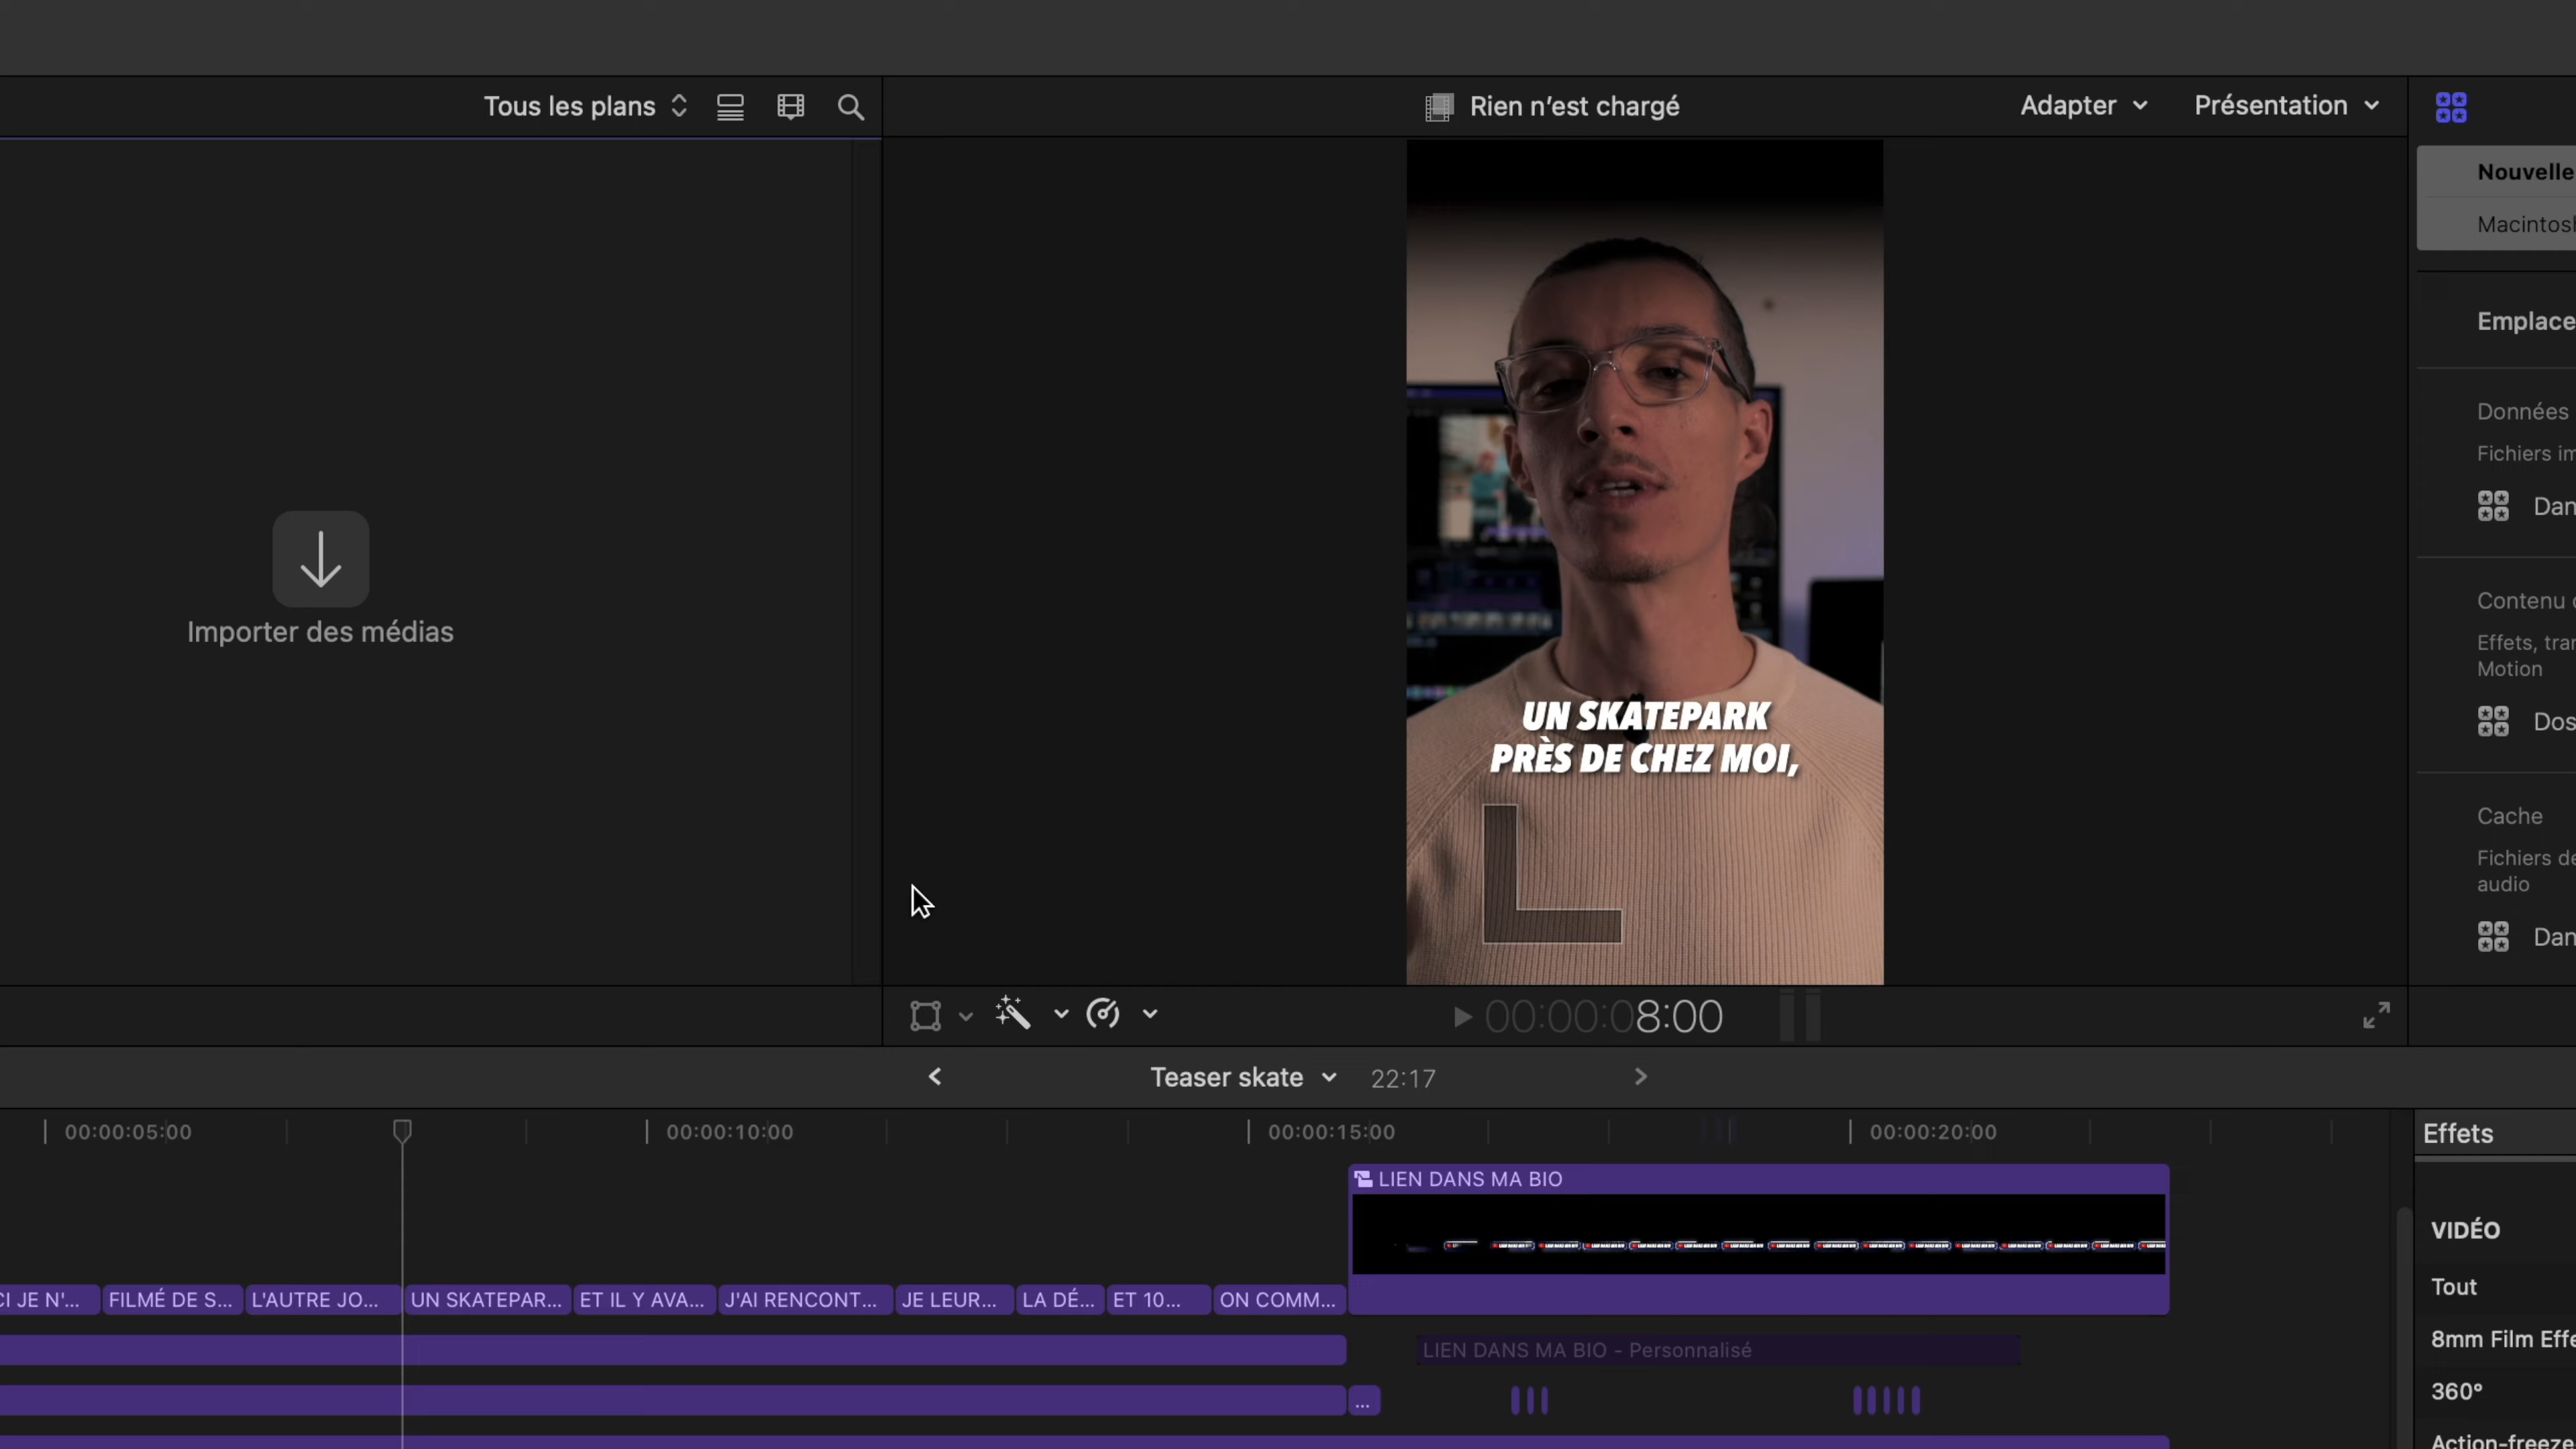 Tous les plans
Rien n'est chargé
Adapter
Présentation
Nouvelle
Macintosh
Emplace
Données
Fichiers im
Dan
Contenu
Effets, tran
Motion
Dos
Cache
Fichiers de
audio
Dan
Importer des médias
UN SKATEPARK
PRÈS DE CHEZ MOI,
00:00:08:00
Teaser skate
22:17
00:00:05:00
00:00:10:00
00:00:15:00
00:00:20:00
Effets
LIEN DANS MA BIO
VIDÉO
Tout
CI JE N'...
FILMÉ DE S...
L'AUTRE JO...
UN SKATEPAR...
ET IL Y AVA...
J'AI RENCONT...
JE LEUR...
LA DÉ...
ET 10...
ON COMM...
LIEN DANS MA BIO - Personnalisé
8mm Film Effe
360°
...
Action-freeze